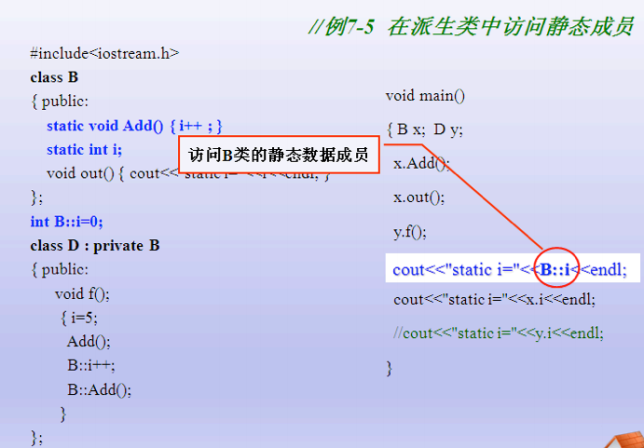 //例7-5 在派生类中访问静态成员
#include<iostream.h>
class B
{ public:
static void Add() { i++ ; }
static int i;
void out() { cout<<"static i="<<i<<endl; }
};
int B::i=0;
class D : private B
{ public:
void f();
{ i=5;
Add();
B::i++;
B::Add();
}
};
访问B类的静态数据成员
void main()
{ B x; D y;
x.Add();
x.out();
y.f();
cout<<"static i="<<B::i<<endl;
cout<<"static i="<<x.i<<endl;
//cout<<"static i="<<y.i<<endl;
}